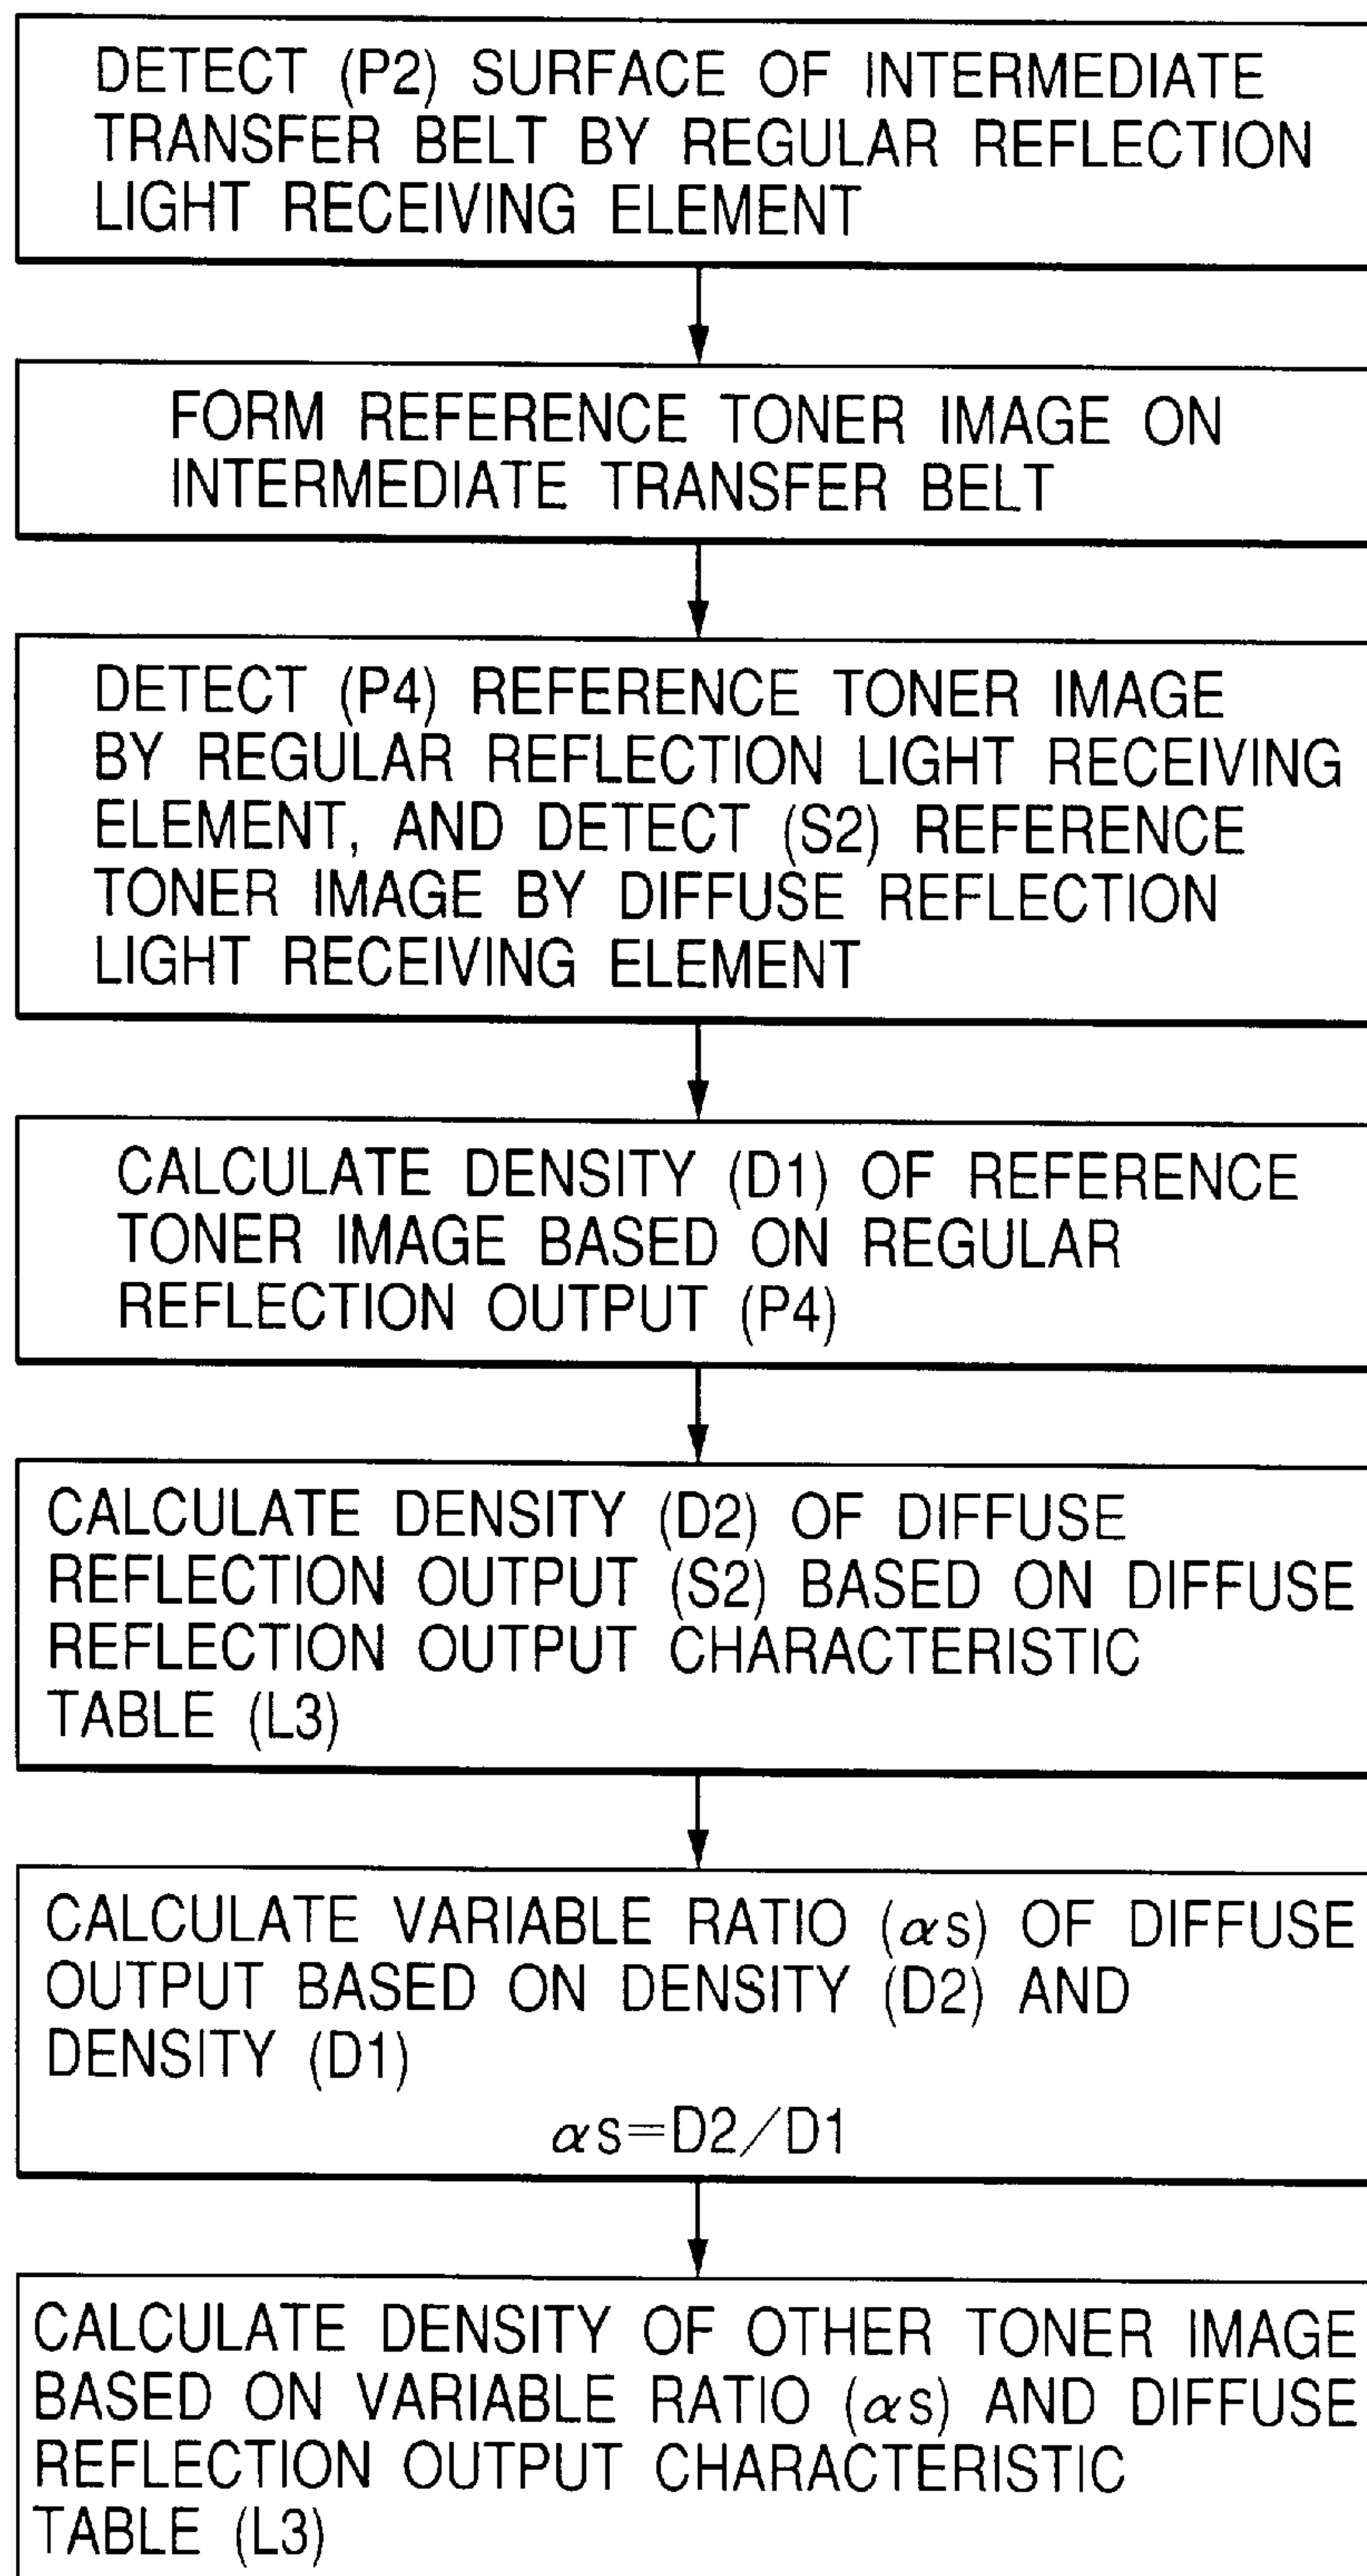 DETECT (P2) SURFACE OF INTERMEDIATE
TRANSFER BELT BY REGULAR REFLECTION
LIGHT RECEIVING ELEMENT
FORM REFERENCE TONER IMAGE ON
INTERMEDIATE TRANSFER BELT
DETECT (P4) REFERENCE TONER IMAGE
BY REGULAR REFLECTION LIGHT RECEIVING
ELEMENT, AND DETECT (S2) REFERENCE
TONER IMAGE BY DIFFUSE REFLECTION
LIGHT RECEIVING ELEMENT
CALCULATE DENSITY (D1) OF REFERENCE
TONER IMAGE BASED ON REGULAR
REFLECTION OUTPUT (P4)
CALCULATE DENSITY (D2) OF DIFFUSE
REFLECTION OUTPUT (S2) BASED ON DIFFUSE
REFLECTION OUTPUT CHARACTERISTIC
TABLE (L3)
CALCULATE VARIABLE RATIO (αs) OF DIFFUSE
OUTPUT BASED ON DENSITY (D2) AND
DENSITY (D1)
αs=D2/D1
CALCULATE DENSITY OF OTHER TONER IMAGE
BASED ON VARIABLE RATIO (αs) AND DIFFUSE
REFLECTION OUTPUT CHARACTERISTIC
TABLE (L3)